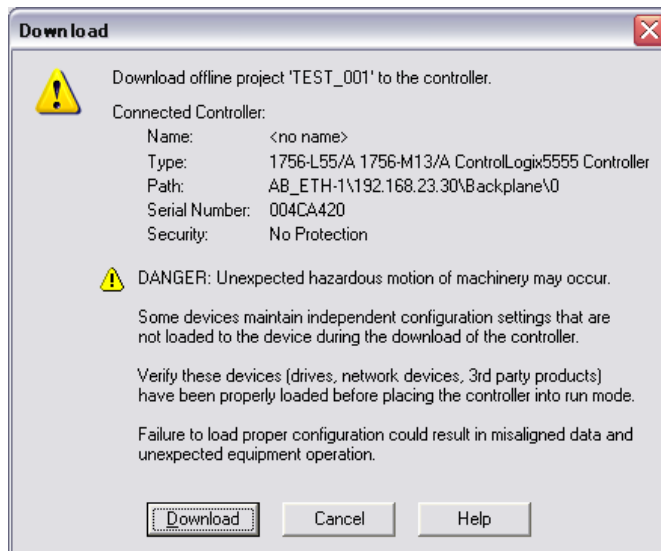 Download
Download offline project 'TEST_001' to the controller.
Connected Controller:
Name: <no name>
Type: 1756-L55/A 1756-M13/A ControlLogix5555 Controller
Path: AB_ETH-1\192.168.23.30\Backplane\0
Serial Number: 004CA420
Security: No Protection
DANGER: Unexpected hazardous motion of machinery may occur.
Some devices maintain independent configuration settings that are
not loaded to the device during the download of the controller.
Verify these devices (drives, network devices, 3rd party products)
have been properly loaded before placing the controller into run mode.
Failure to load proper configuration could result in misaligned data and
unexpected equipment operation.
Download Cancel Help